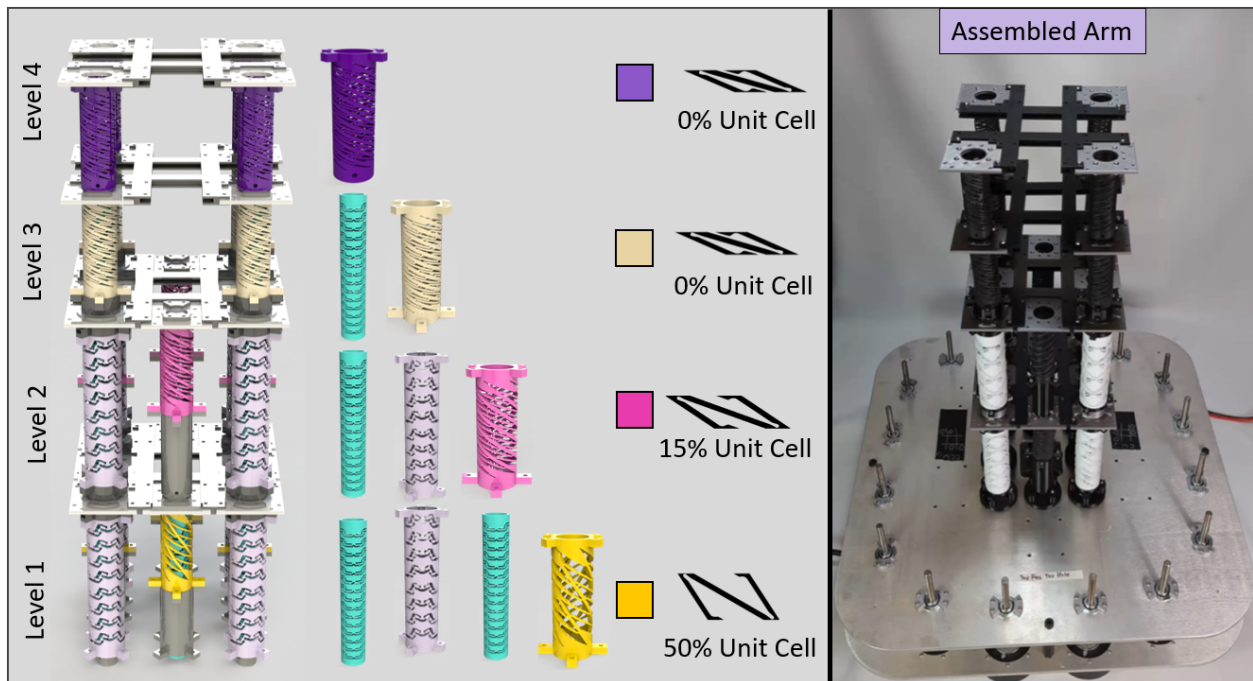 Assembled Arm
Level 4
0% Unit Cell
Level 3
0% Unit Cell
Level 2
15% Unit Cell
Level 1
50% Unit Cell